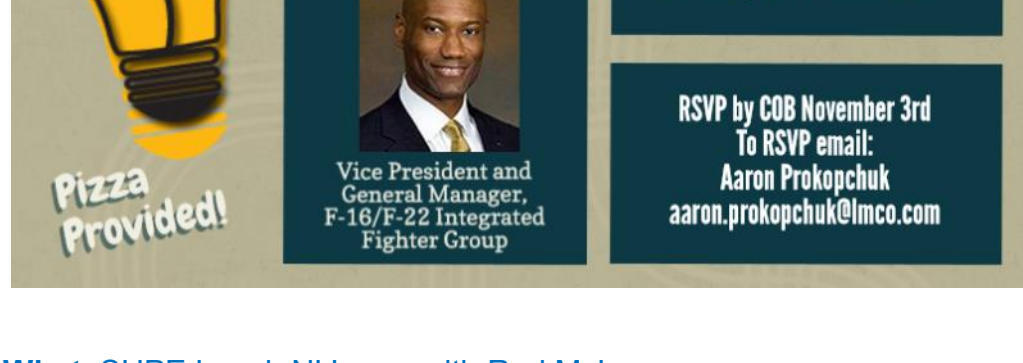 Pizza
Provided!
Vice President and
General Manager,
F-16/F-22 Integrated
Fighter Group
RSVP by COB November 3rd
To RSVP email:
Aaron Prokopchuk
aaron.prokopchuk@lmco.com